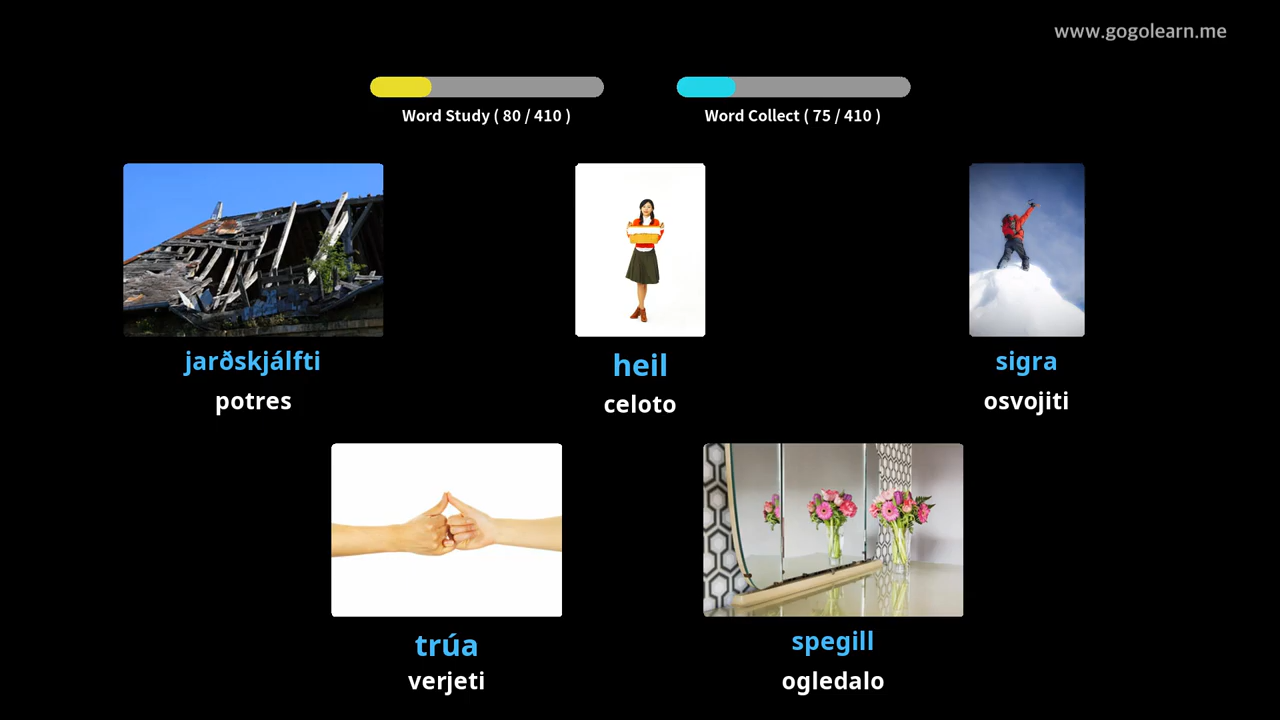 www.gogolearn.me
Word Study ( 80 / 410 )
Word Collect ( 75 / 410 )
jarðskjálfti
potres
heil
celoto
sigra
osvojiti
trúa
verjeti
spegill
ogledalo